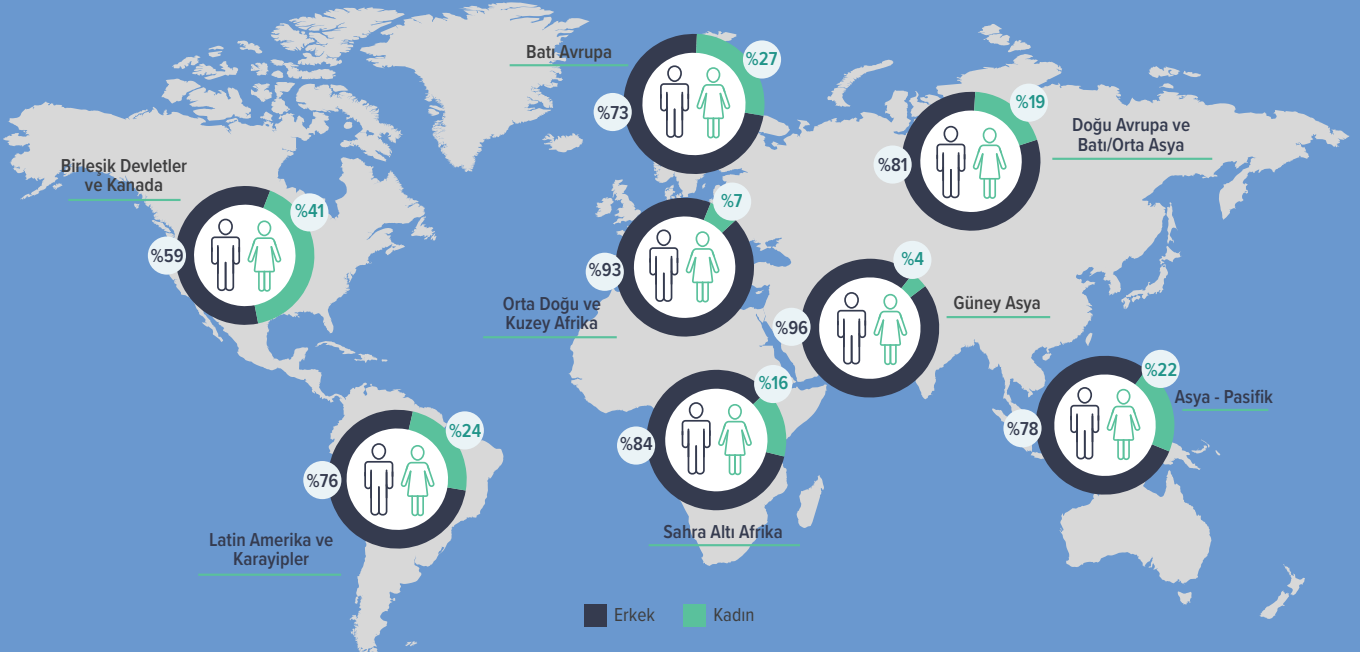 Batı Avrupa
%27
%73
%19
Doğu Avrupa ve
Batı/Orta Asya
%81
Birleşik Devletler
ve Kanada
%41
%59
%7
%93
Orta Doğu ve
Kuzey Afrika
%4
Güney Asya
%96
%16
%84
Sahra Altı Afrika
%22
Asya - Pasifik
%78
%24
%76
Latin Amerika ve
Karayipler
Erkek
Kadın